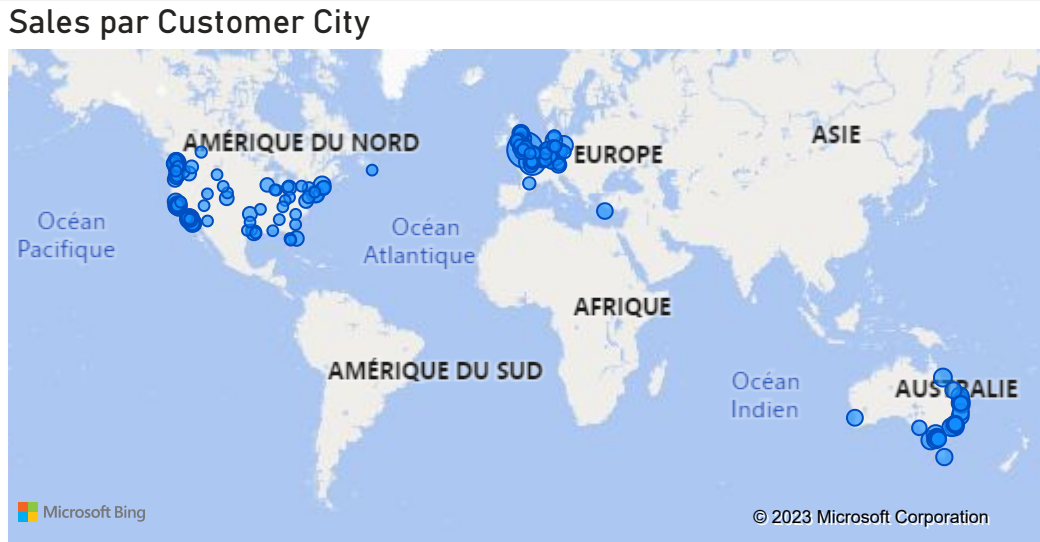 Sales par Customer City
AMÉRIQUE DU NORD
ASIE
EUROPE
Océan
Pacifique
Océan
Atlantique
AFRIQUE
AMÉRIQUE DU SUD
Océan
Indien
AUSTRALIE
Microsoft Bing
© 2023 Microsoft Corporation